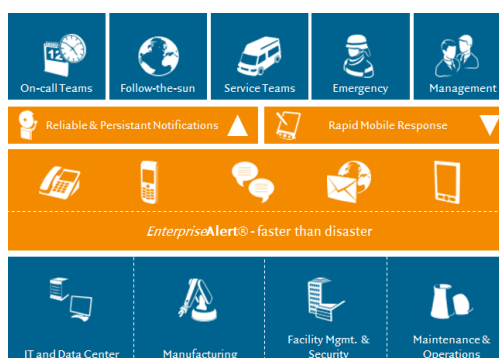 12
On-call Teams
Follow-the-sun
Service Teams
Emergency
Management
Reliable & Persistant Notifications
Rapid Mobile Response
EnterpriseAlert® - faster than disaster
IT and Data Center
Manufacturing
Facility Mgmt. &
Security
Maintenance &
Operations